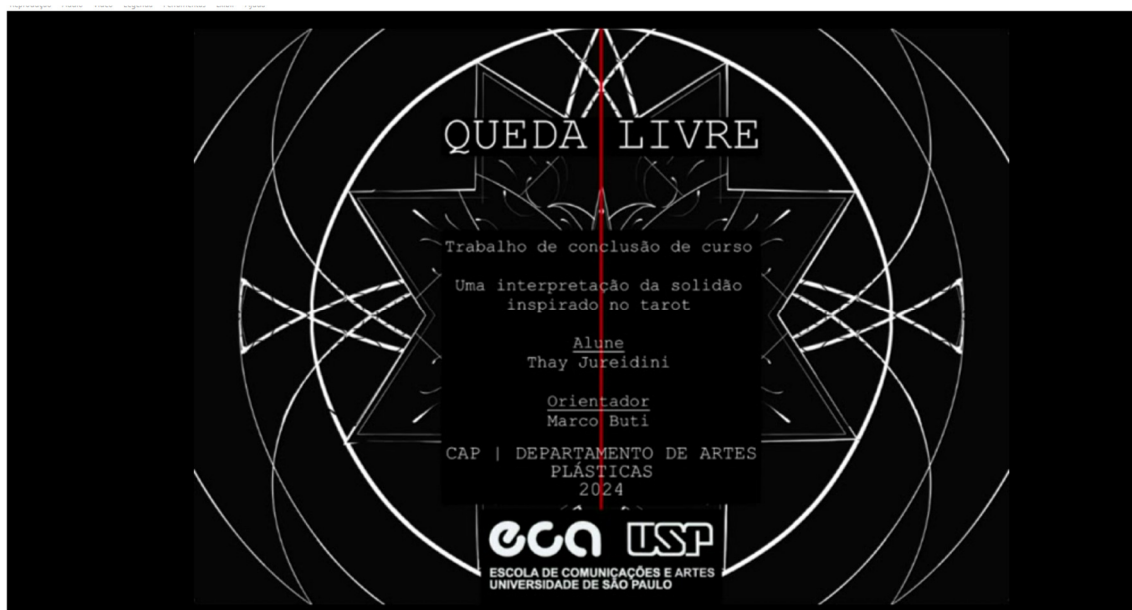 QUEDA LIVRE
Trabalho de conclusão de curso
Uma interpretação da solidão
inspirado no tarot
Alune
Thay Jureidini
Orientador
Marco Buti
CAP | DEPARTAMENTO DE ARTES
PLÁSTICAS
2024
eca USP
ESCOLA DE COMUNICAÇÕES E ARTES
UNIVERSIDADE DE SÃO PAULO